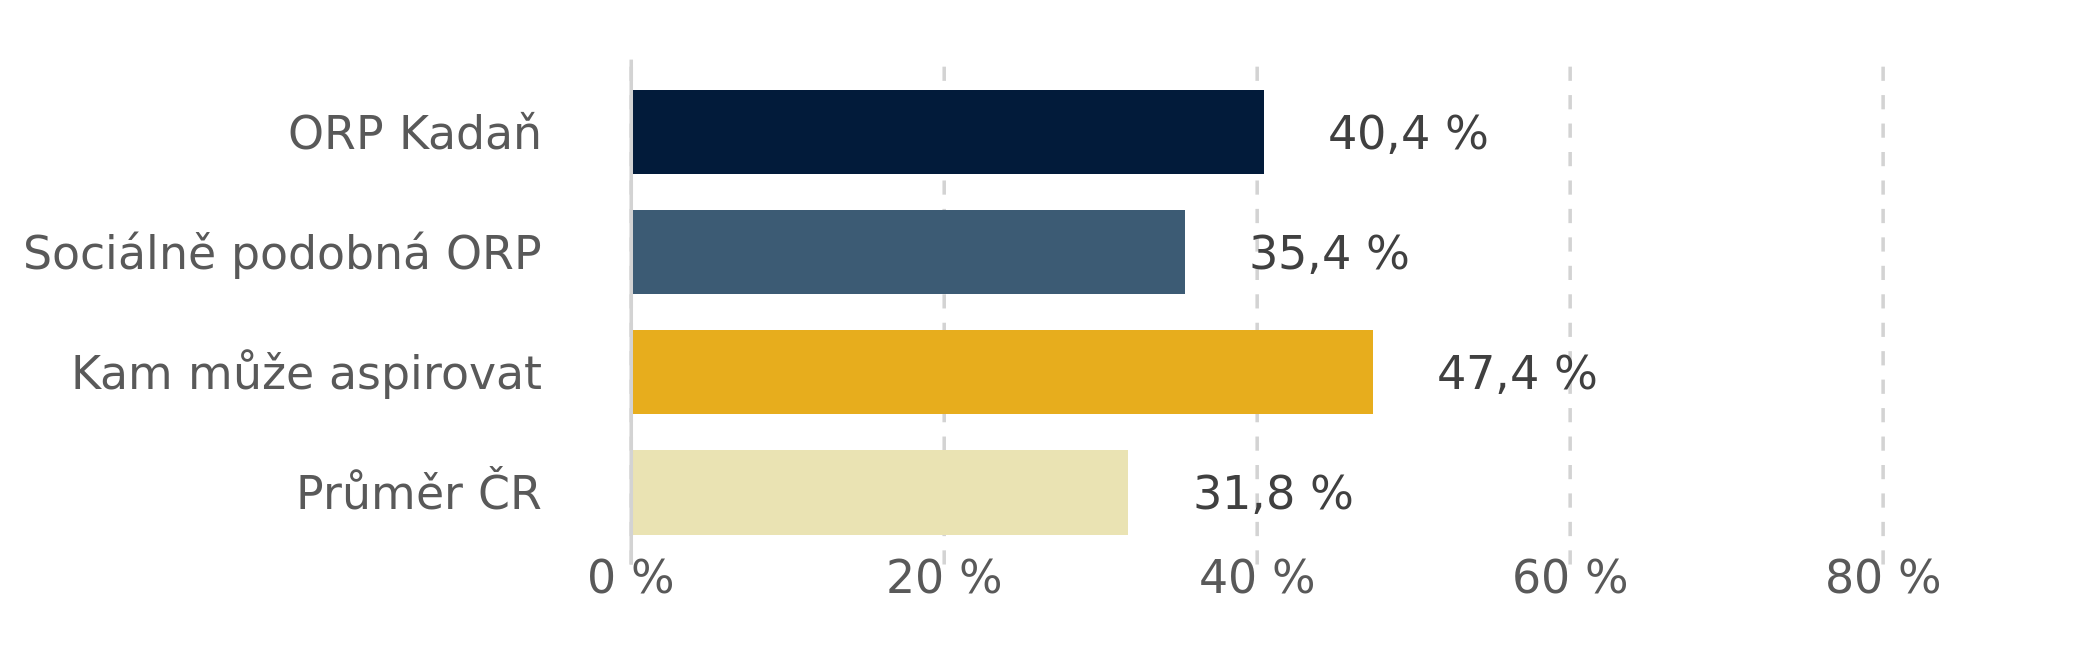 ORP Kadaň 40,4 %
Sociálně podobná ORP 35,4 %
Kam může aspirovat 47,4 %
Průměr ČR 31,8 %
0 % 20 % 40 % 60 % 80 %